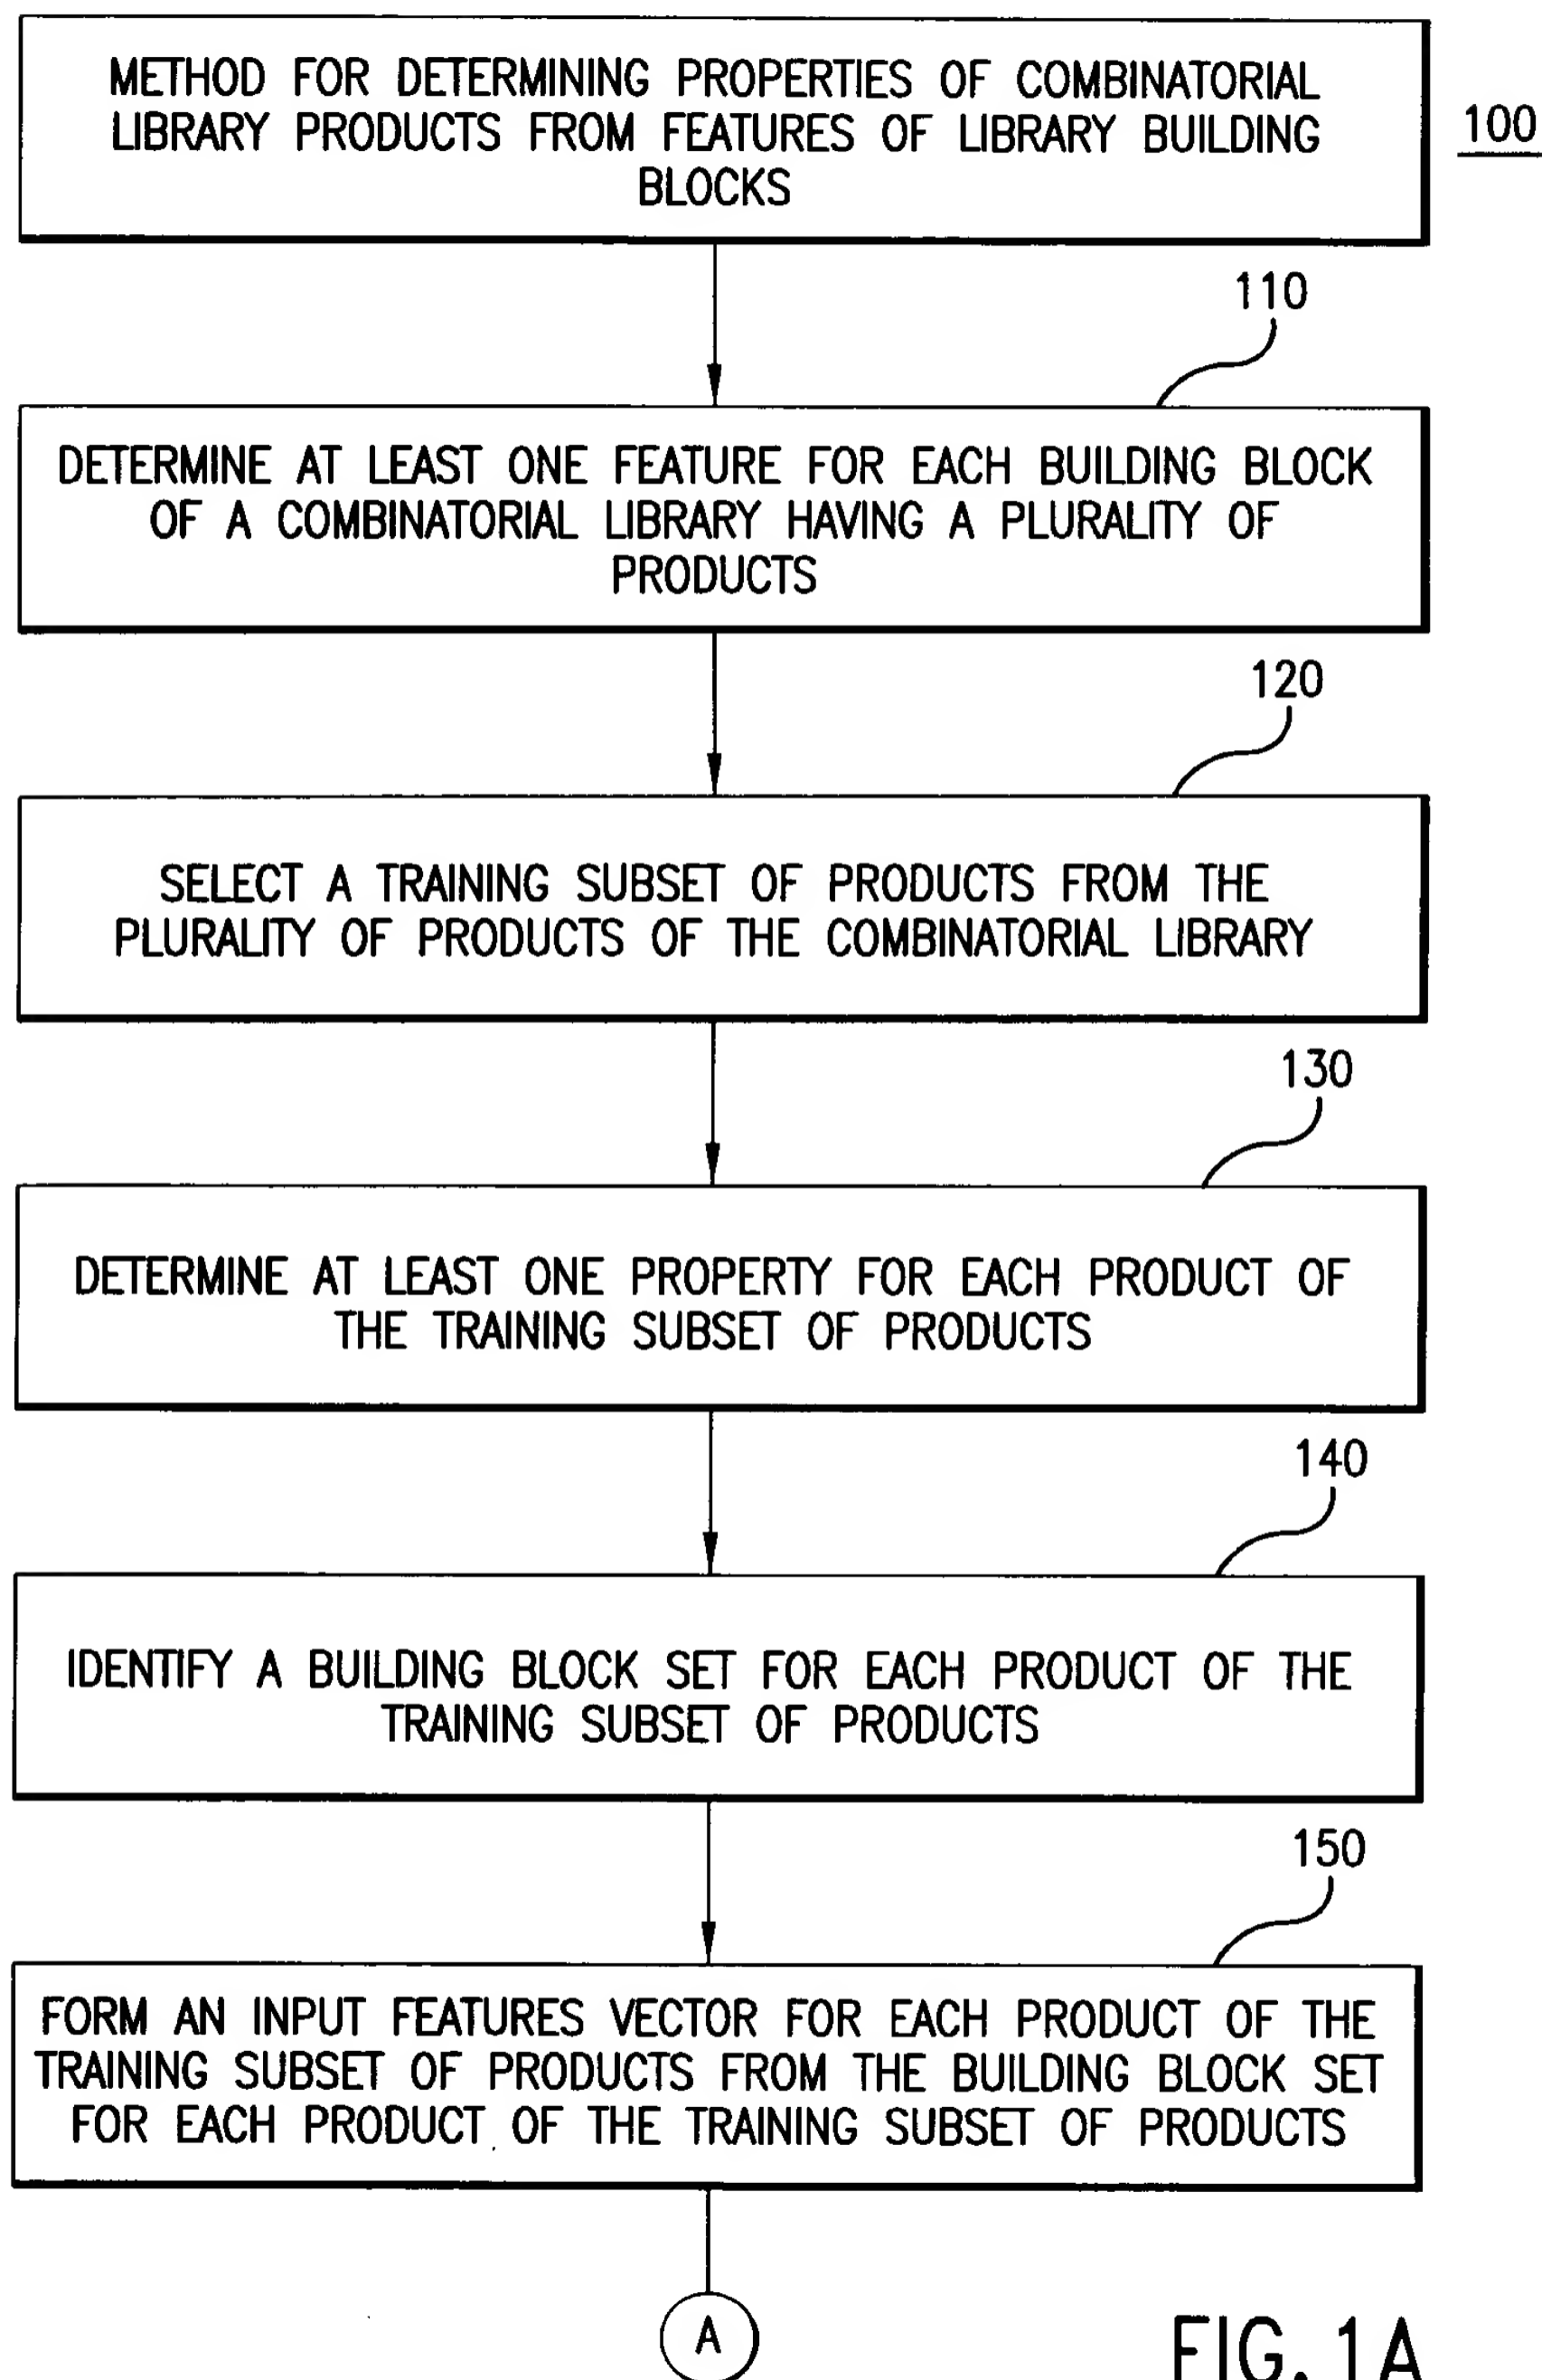 METHOD FOR DETERMINING PROPERTIES OF COMBINATORIAL
LIBRARY PRODUCTS FROM FEATURES OF LIBRARY BUILDING
BLOCKS
100
110
DETERMINE AT LEAST ONE FEATURE FOR EACH BUILDING BLOCK
OF A COMBINATORIAL LIBRARY HAVING A PLURALITY OF
PRODUCTS
120
SELECT A TRAINING SUBSET OF PRODUCTS FROM THE
PLURALITY OF PRODUCTS OF THE COMBINATORIAL LIBRARY
130
DETERMINE AT LEAST ONE PROPERTY FOR EACH PRODUCT OF
THE TRAINING SUBSET OF PRODUCTS
140
IDENTIFY A BUILDING BLOCK SET FOR EACH PRODUCT OF THE
TRAINING SUBSET OF PRODUCTS
150
FORM AN INPUT FEATURES VECTOR FOR EACH PRODUCT OF THE
TRAINING SUBSET OF PRODUCTS FROM THE BUILDING BLOCK SET
FOR EACH PRODUCT OF THE TRAINING SUBSET OF PRODUCTS
A
FIG. 1A